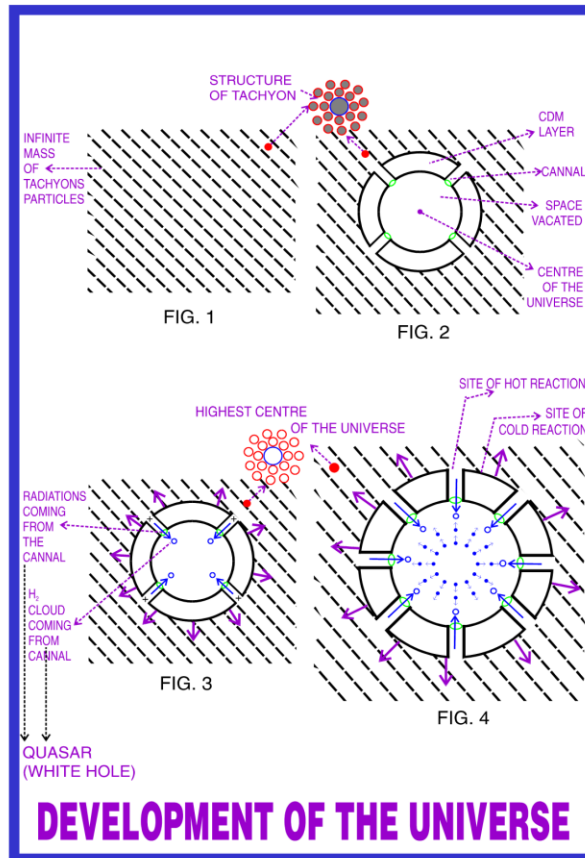 STRUCTURE
OF TACHYON
INFINITE
MASS
OF
TACHYONS
PARTICLES
CDM
LAYER
CANNAL
SPACE
VACATED
CENTRE
OF THE
UNIVERSE
FIG. 1
FIG. 2
SITE OF HOT REACTION
HIGHEST CENTRE
OF THE UNIVERSE
SITE OF
COLD REACTION
RADIATIONS
COMING
FROM
THE
CANNAL
H₂
CLOUD
COMING
FROM
CANNAL
FIG. 3
FIG. 4
QUASAR
(WHITE HOLE)
DEVELOPMENT OF THE UNIVERSE